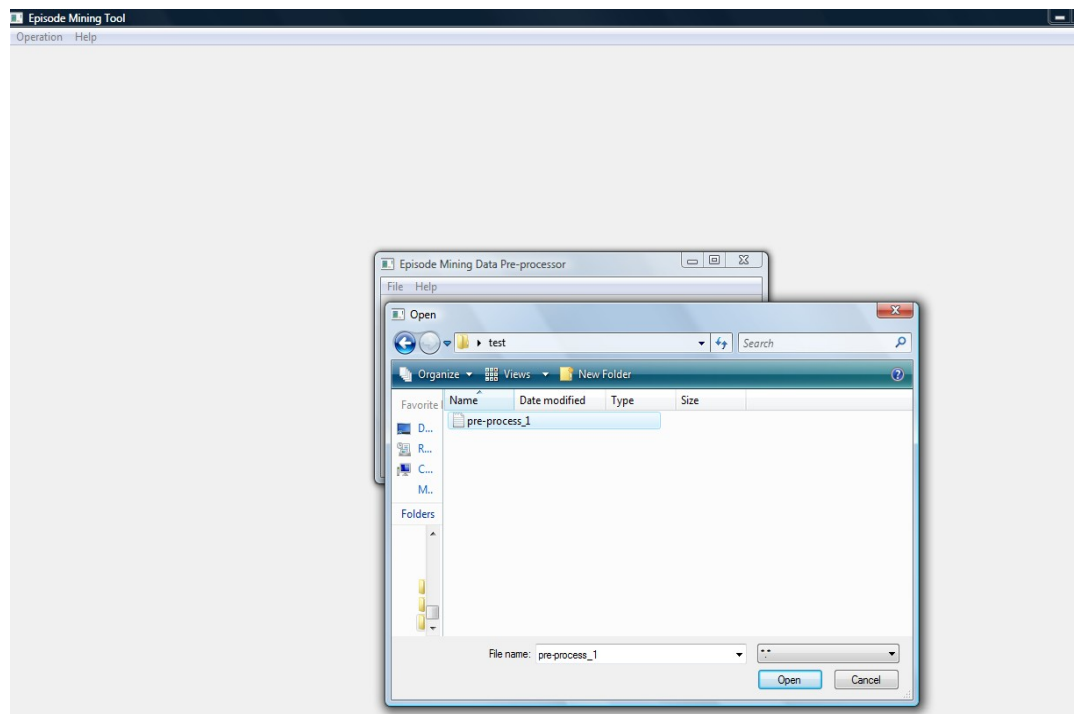 Episode Mining Tool
Operation Help
Episode Mining Data Pre-processor
File Help
Open
test
Search
Organize Views New Folder
Favorite Name Date modified Type Size
pre-process_1
D...
R...
C...
M..
Folders
File name: pre-process_1 *.*
Open Cancel